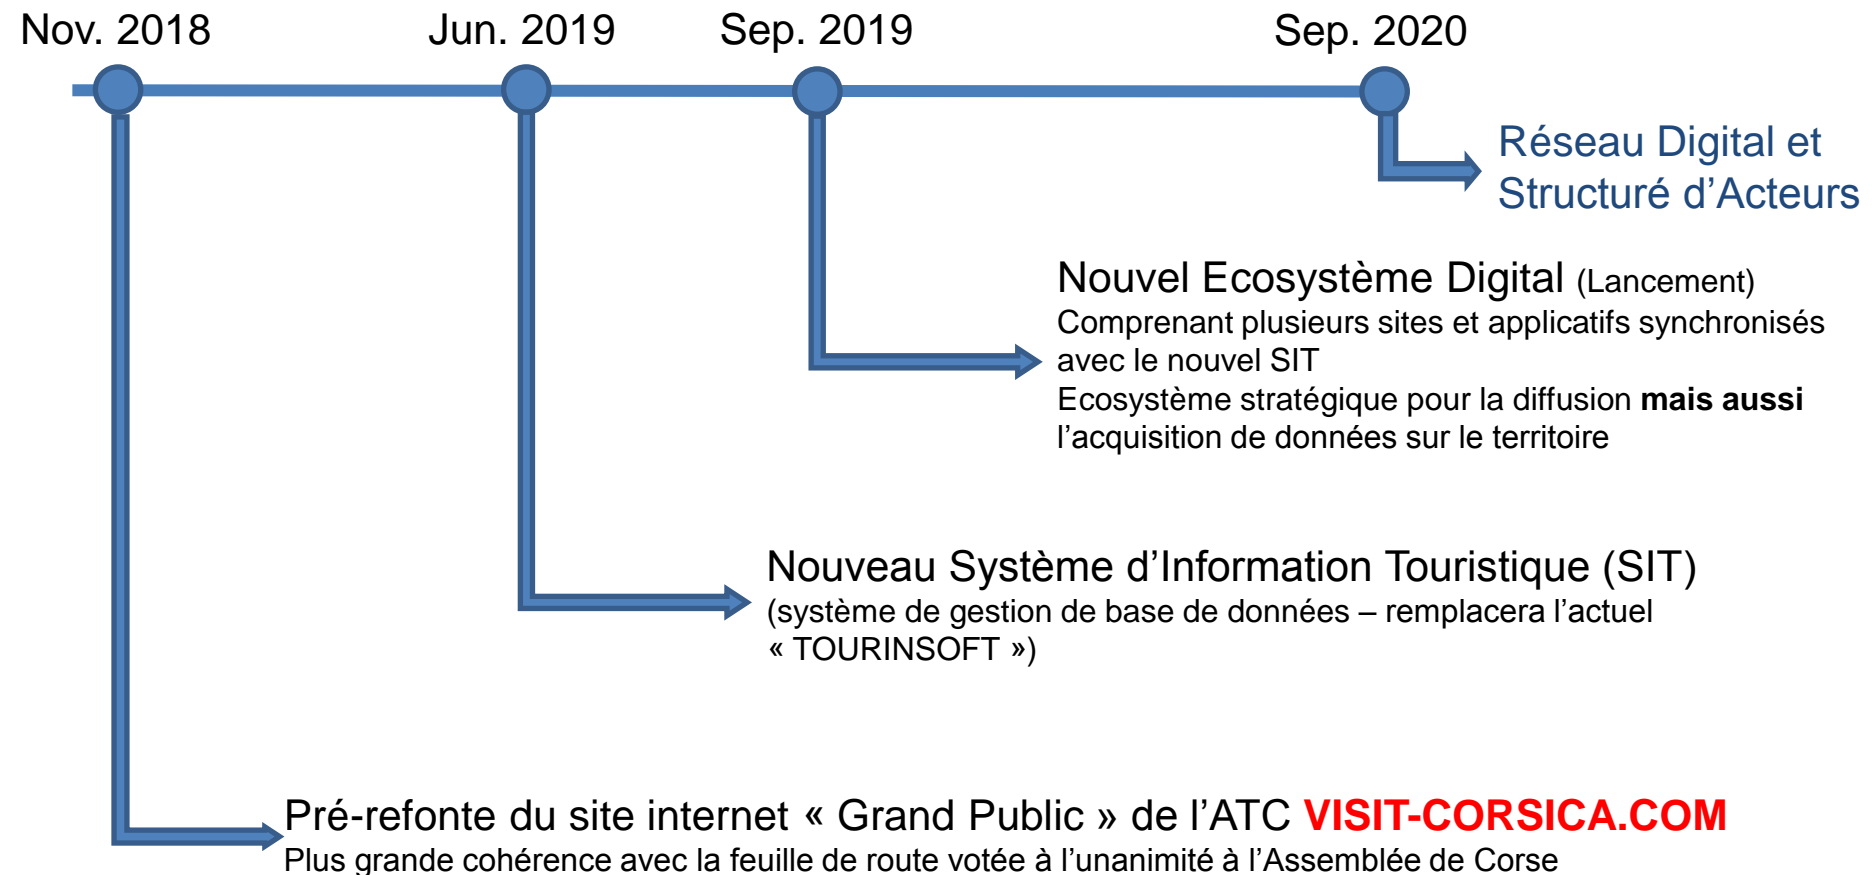 Nov. 2018
Jun. 2019
Sep. 2019
Sep. 2020
Réseau Digital et
Structuré d’Acteurs
Nouvel Ecosystème Digital (Lancement)
Comprenant plusieurs sites et applicatifs synchronisés
avec le nouvel SIT
Ecosystème stratégique pour la diffusion mais aussi
l’acquisition de données sur le territoire
Nouveau Système d’Information Touristique (SIT)
(système de gestion de base de données – remplacera l’actuel
« TOURINSOFT »)
Pré-refonte du site internet « Grand Public » de l’ATC VISIT-CORSICA.COM
Plus grande cohérence avec la feuille de route votée à l’unanimité à l’Assemblée de Corse